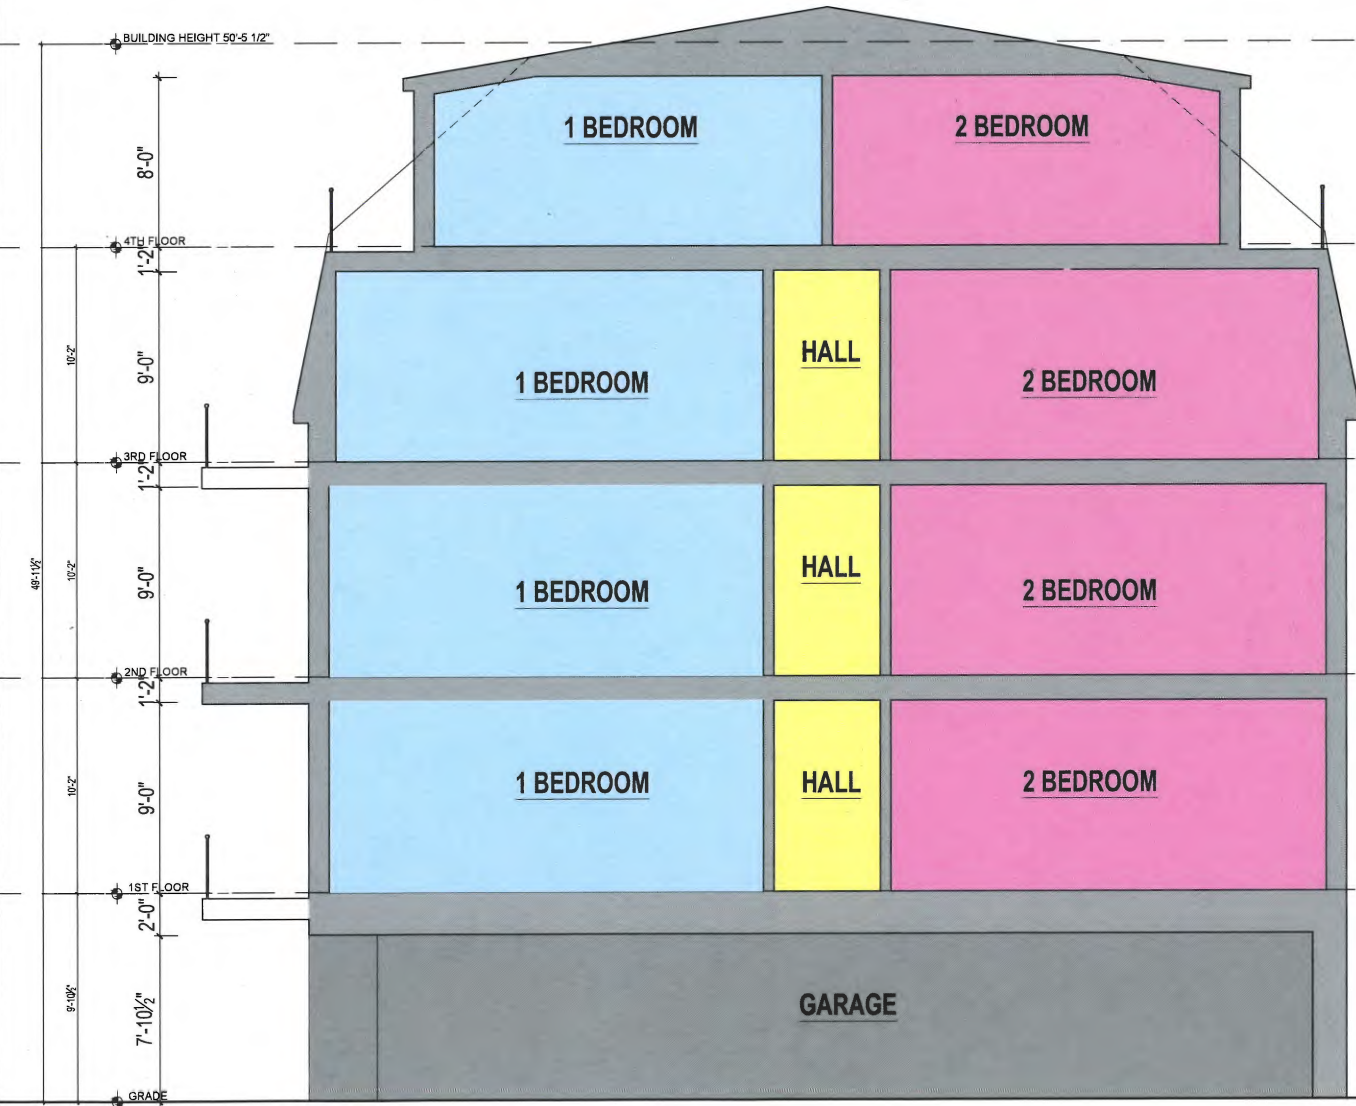 BUILDING HEIGHT 50'-5 1/2"
1 BEDROOM
2 BEDROOM
8'-0"
4TH FLOOR
1'-2"
10'-2"
9'-0"
HALL
1 BEDROOM
2 BEDROOM
3RD FLOOR
1'-2"
49'-11½"
10'-2"
9'-0"
HALL
1 BEDROOM
2 BEDROOM
2ND FLOOR
1'-2"
10'-2"
9'-0"
1 BEDROOM
HALL
2 BEDROOM
1ST FLOOR
2'-0"
9'-10½"
7'-10½"
GARAGE
GRADE